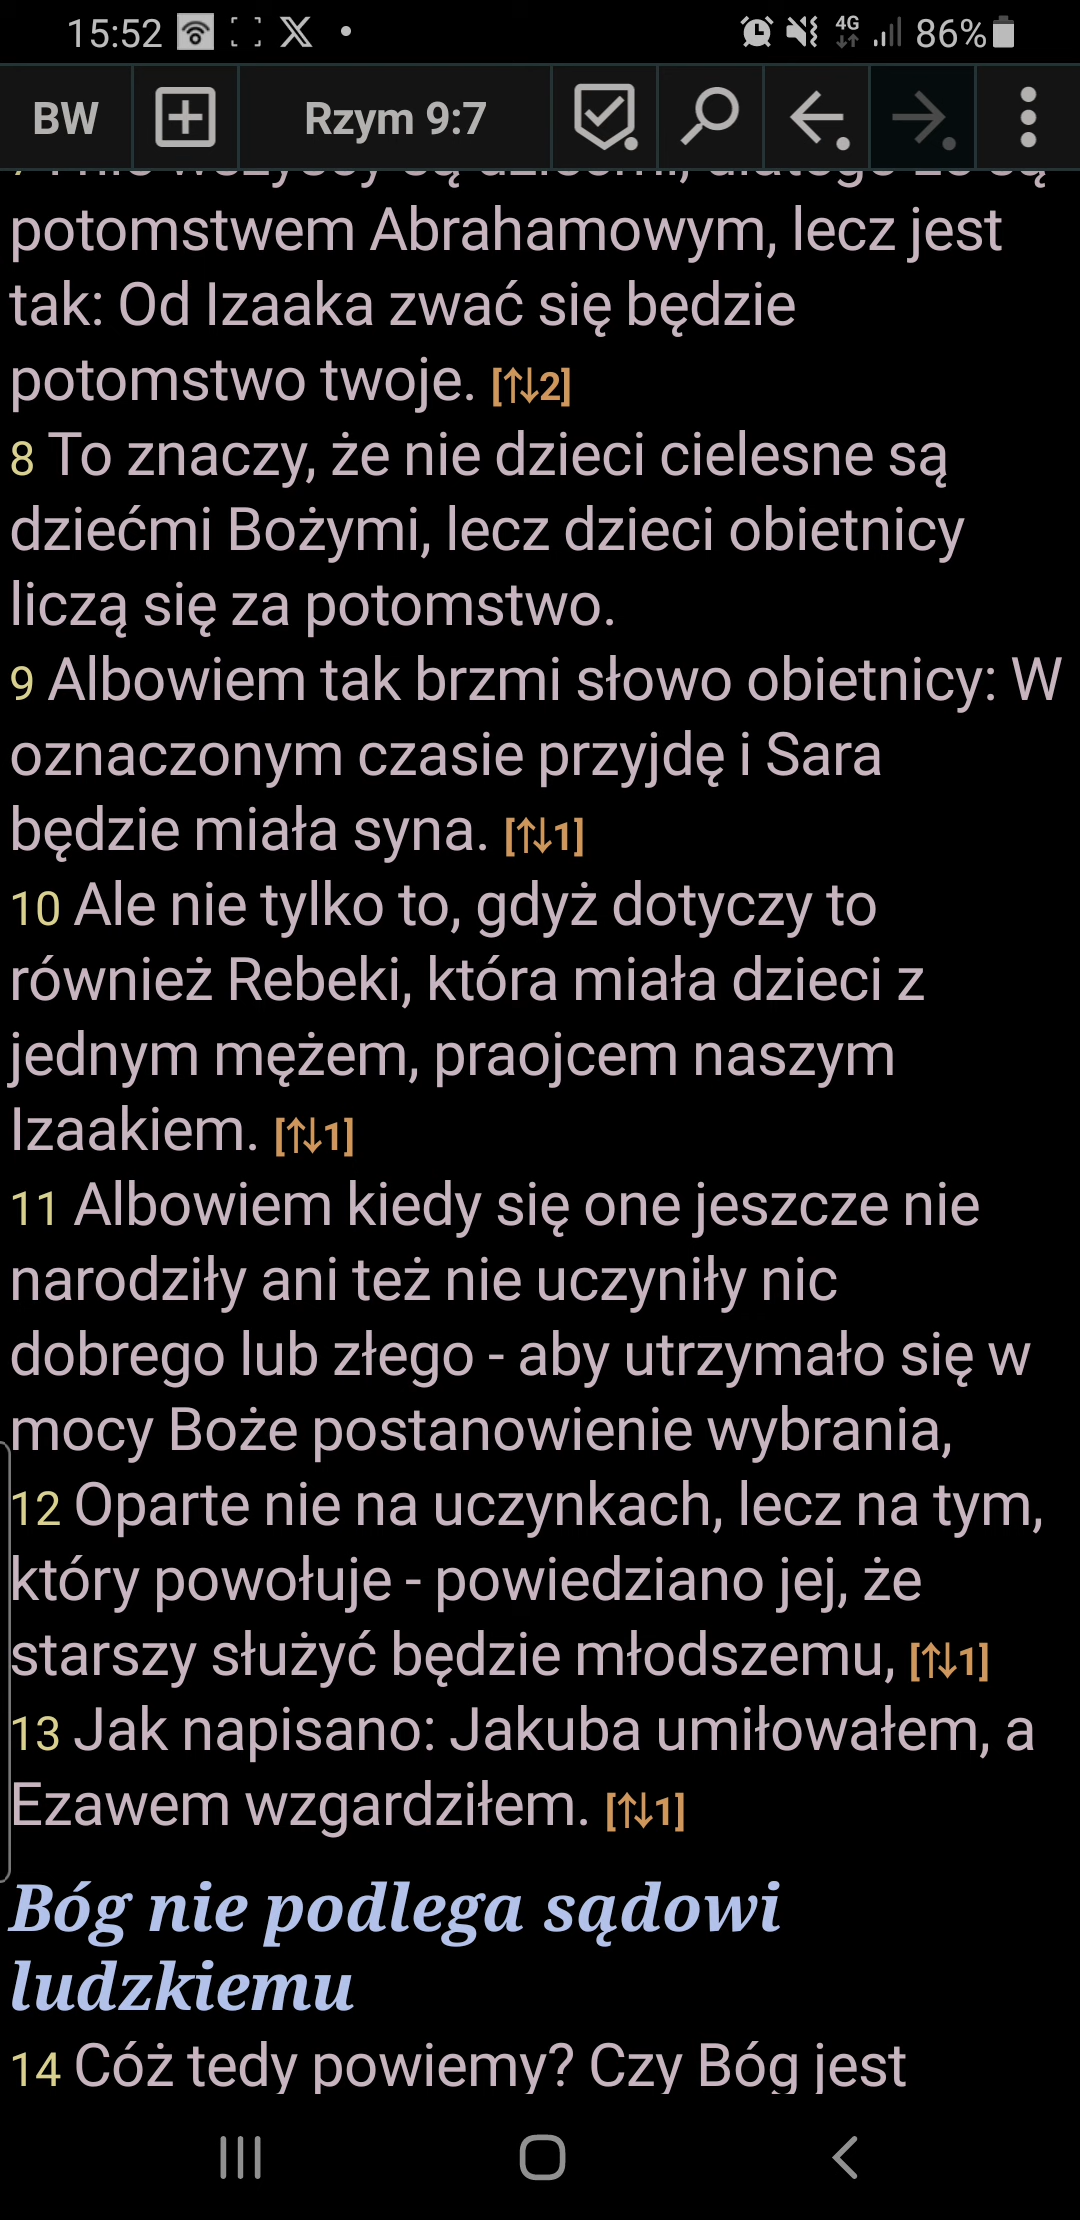 15:52 4G 86%
BW Rzym 9:7
potomstwem Abrahamowym, lecz jest
tak: Od Izaaka zwać się będzie
potomstwo twoje. [↑↓2]
8 To znaczy, że nie dzieci cielesne są
dziećmi Bożymi, lecz dzieci obietnicy
liczą się za potomstwo.
9 Albowiem tak brzmi słowo obietnicy: W
oznaczonym czasie przyjdę i Sara
będzie miała syna. [↑↓1]
10 Ale nie tylko to, gdyż dotyczy to
również Rebeki, która miała dzieci z
jednym mężem, praojcem naszym
Izaakiem. [↑↓1]
11 Albowiem kiedy się one jeszcze nie
narodziły ani też nie uczyniły nic
dobrego lub złego - aby utrzymało się w
mocy Boże postanowienie wybrania,
12 Oparte nie na uczynkach, lecz na tym,
który powołuje - powiedziano jej, że
starszy służyć będzie młodszemu, [↑↓1]
13 Jak napisano: Jakuba umiłowałem, a
Ezawem wzgardziłem. [↑↓1]
Bóg nie podlega sądowi
ludzkiemu
14 Cóż tedy powiemy? Czy Bóg jest